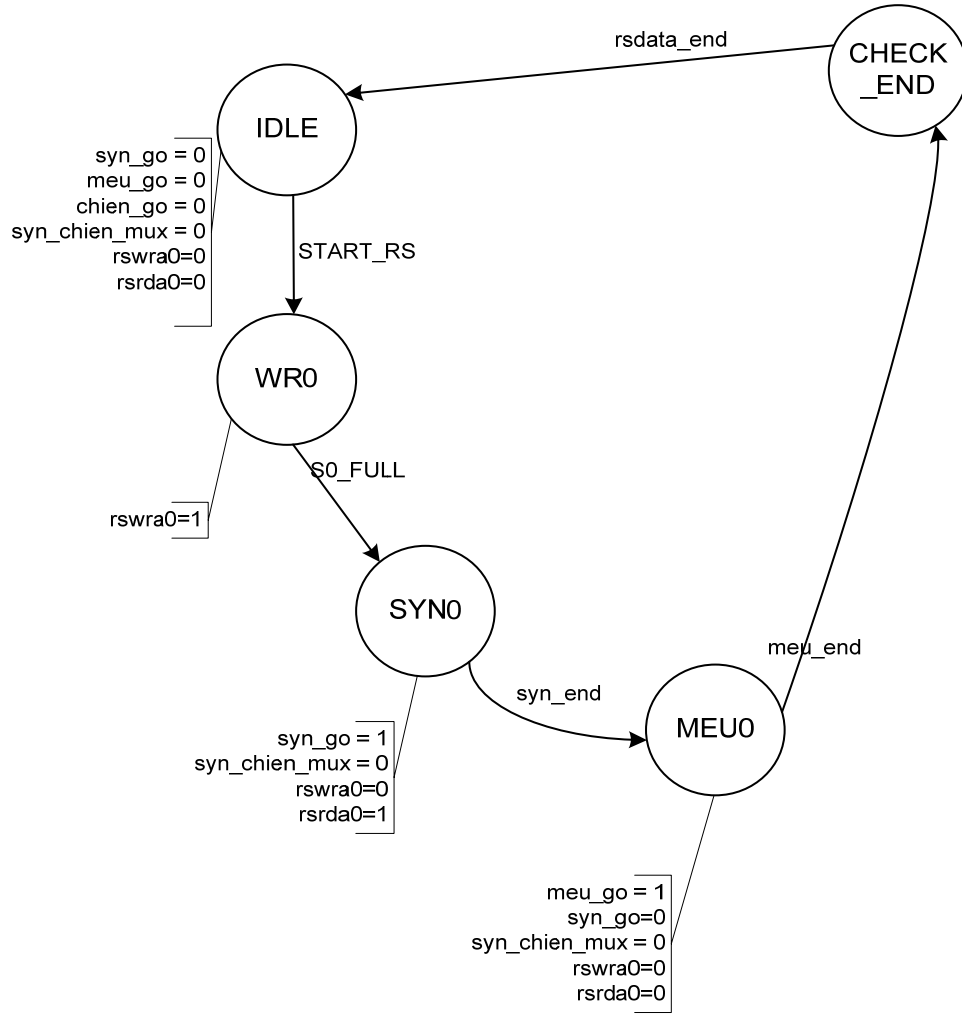 rsdata_end
CHECK
_END
IDLE
syn_go = 0
meu_go = 0
chien_go = 0
syn_chien_mux = 0
rswra0=0
rsrda0=0
START_RS
WR0
S0_FULL
rswra0=1
SYN0
syn_end
meu_end
MEU0
syn_go = 1
syn_chien_mux = 0
rswra0=0
rsrda0=1
meu_go = 1
syn_go=0
syn_chien_mux = 0
rswra0=0
rsrda0=0